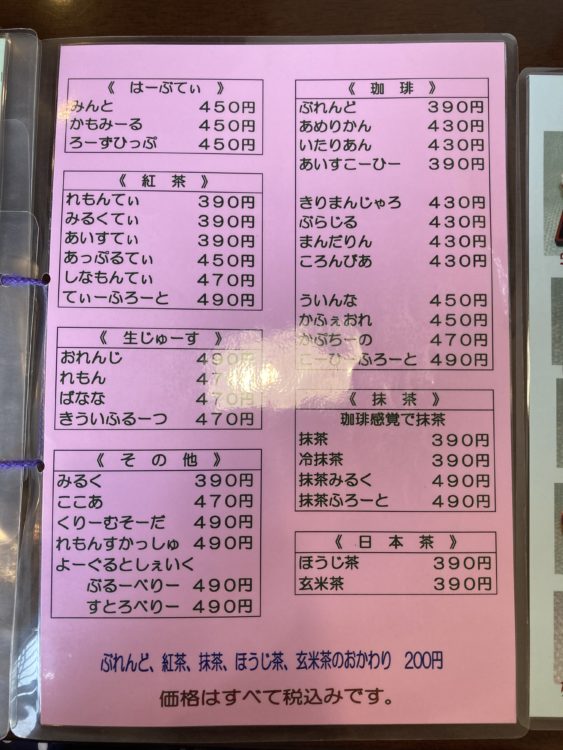 《 はーぶてぃ 》
みんと 450円
かもみーる 450円
ろーずひっぷ 450円
《 紅 茶 》
れもんてぃ 390円
みるくてぃ 390円
あいすてぃ 390円
あっぷるてぃ 450円
しなもんてぃ 470円
てぃーふろーと 490円
《 生じゅーす 》
おれんじ 490円
れもん 47
ばなな 470円
きういふるーつ 470円
《 そ の 他 》
みるく 390円
ここあ 470円
くりーむそーだ 490円
れもんすかっしゅ 490円
よーぐるとしぇいく
ぶるーべりー 490円
すとろべりー 490円
《 珈 琲 》
ぶれんど 390円
あめりかん 430円
いたりあん 430円
あいすこーひー 390円
きりまんじゃろ 430円
ぶらじる 430円
まんだりん 430円
ころんびあ 430円
ういんな 450円
かふぇおれ 450円
かぷちーの 470円
こーひーふろーと 490円
《 抹 茶 》
珈琲感覚で抹茶
抹茶 390円
冷抹茶 390円
抹茶みるく 490円
抹茶ふろーと 490円
《 日 本 茶 》
ほうじ茶 390円
玄米茶 390円
ぶれんど、紅茶、抹茶、ほうじ茶、玄米茶のおかわり 200円
価格はすべて税込みです。